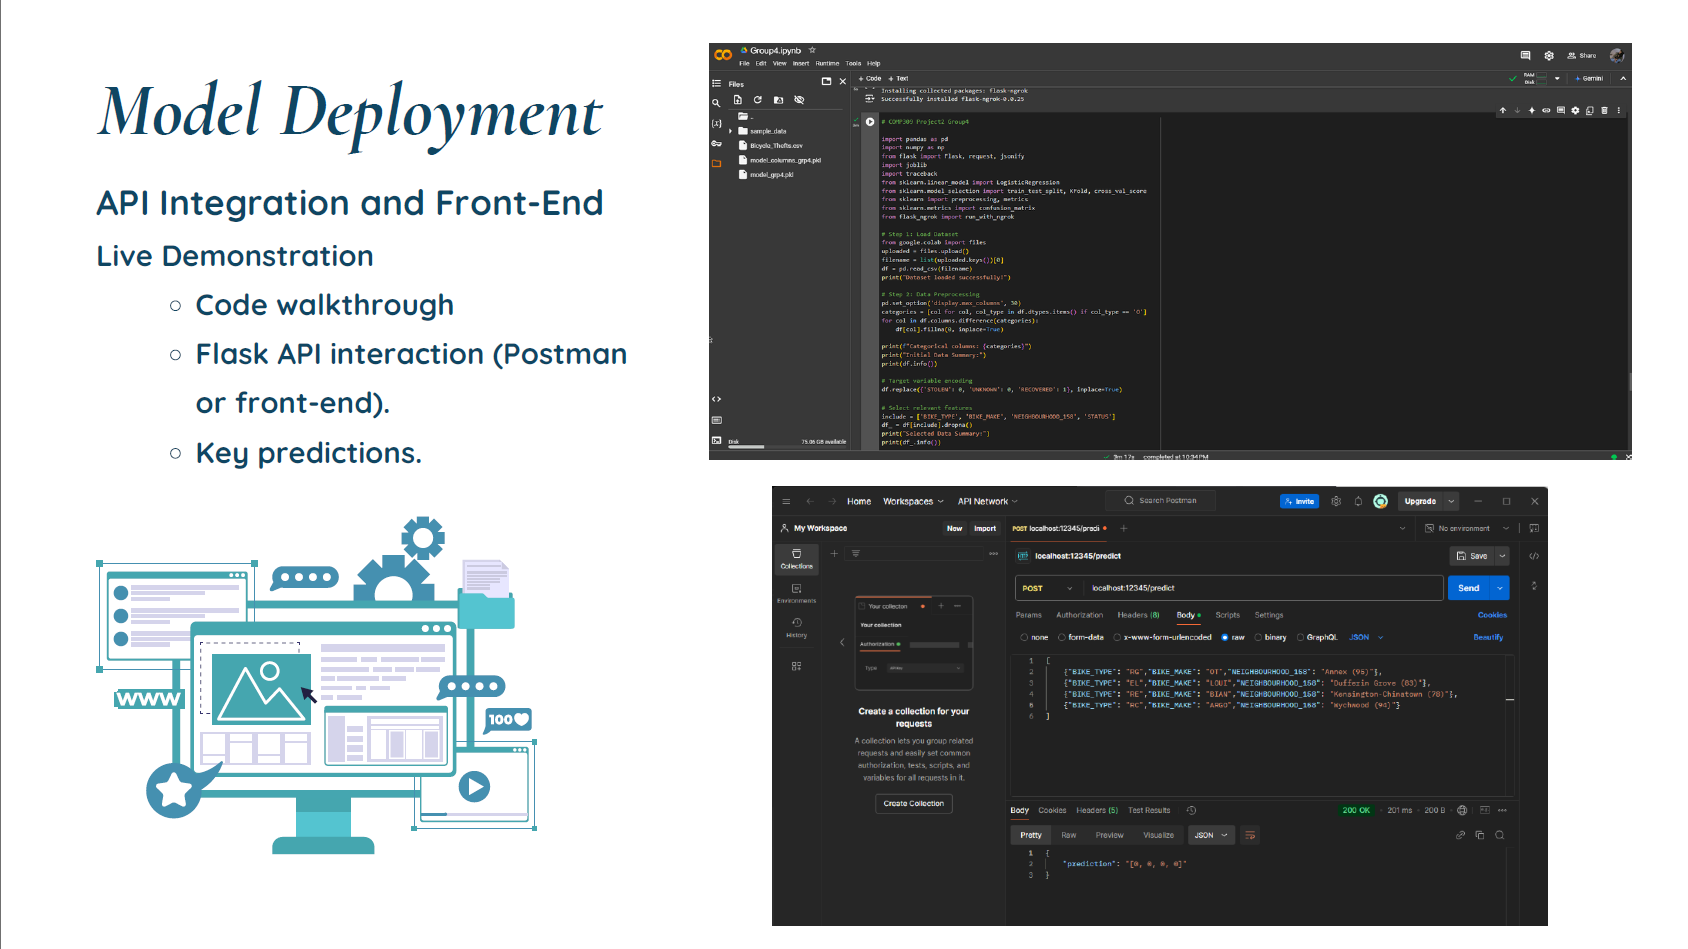 Model Deployment
API Integration and Front-End
Live Demonstration
Code walkthrough
Flask API interaction (Postman
or front-end).
Key predictions.
WWW
100
Group4.ipynb
File Edit View Insert Runtime Tools Help
Share
Files
+ Code + Text
RAM
Disk
Gemini
..
sample_data
Bicycle_Thefts.csv
model_columns_grp4.pkl
model_grp4.pkl
Disk 75.06 GB available
Installing collected packages: flask-ngrok
Successfully installed flask-ngrok-0.0.25
# COMP309 Project2 Group4
import pandas as pd
import numpy as np
from flask import Flask, request, jsonify
import joblib
import traceback
from sklearn.linear_model import LogisticRegression
from sklearn.model_selection import train_test_split, KFold, cross_val_score
from sklearn import preprocessing, metrics
from sklearn.metrics import confusion_matrix
from flask_ngrok import run_with_ngrok
# Step 1: Load Dataset
from google.colab import files
uploaded = files.upload()
filename = list(uploaded.keys())[0]
df = pd.read_csv(filename)
print("Dataset loaded successfully!")
# Step 2: Data Preprocessing
pd.set_option('display.max_columns', 30)
categories = [col for col, col_type in df.dtypes.items() if col_type == 'O']
for col in df.columns.difference(categories):
df[col].fillna(0, inplace=True)
print(f"Categorical columns: {categories}")
print("Initial Data Summary:")
print(df.info())
# Target variable encoding
df.replace({'STOLEN': 0, 'UNKNOWN': 0, 'RECOVERED': 1}, inplace=True)
# Select relevant features
include = ['BIKE_TYPE', 'BIKE_MAKE', 'NEIGHBOURHOOD_158', 'STATUS']
df_ = df[include].dropna()
print("Selected Data Summary:")
print(df_.info())
3m 17s completed at 10:34 PM
Home Workspaces API Network
Search Postman
Invite
Upgrade
My Workspace
New Import
POST localhost:12345/predi
No environment
Collections
Environments
History
localhost:12345/predict
Save
POST localhost:12345/predict
Send
Params Authorization Headers (8) Body Scripts Settings Cookies
none form-data x-www-form-urlencoded raw binary GraphQL JSON Beautify
1 [
2 {"BIKE_TYPE": "RG","BIKE_MAKE": "OT","NEIGHBOURHOOD_158": "Annex (95)"},
3 {"BIKE_TYPE": "EL","BIKE_MAKE": "LOUI","NEIGHBOURHOOD_158": "Dufferin Grove (83)"},
4 {"BIKE_TYPE": "RE","BIKE_MAKE": "BIAN","NEIGHBOURHOOD_158": "Kensington-Chinatown (78)"},
5 {"BIKE_TYPE": "RC","BIKE_MAKE": "ARGO","NEIGHBOURHOOD_158": "Wychwood (94)"}
6 ]
Your collection
Your collection
Authorization
Type
Create a collection for your
requests
A collection lets you group related
requests and easily set common
authorization, tests, scripts, and
variables for all requests in it.
Create Collection
Body Cookies Headers (5) Test Results
200 OK 201 ms 200 B
Pretty Raw Preview Visualize JSON
1 {
2 "prediction": "[0, 0, 0, 0]"
3 }